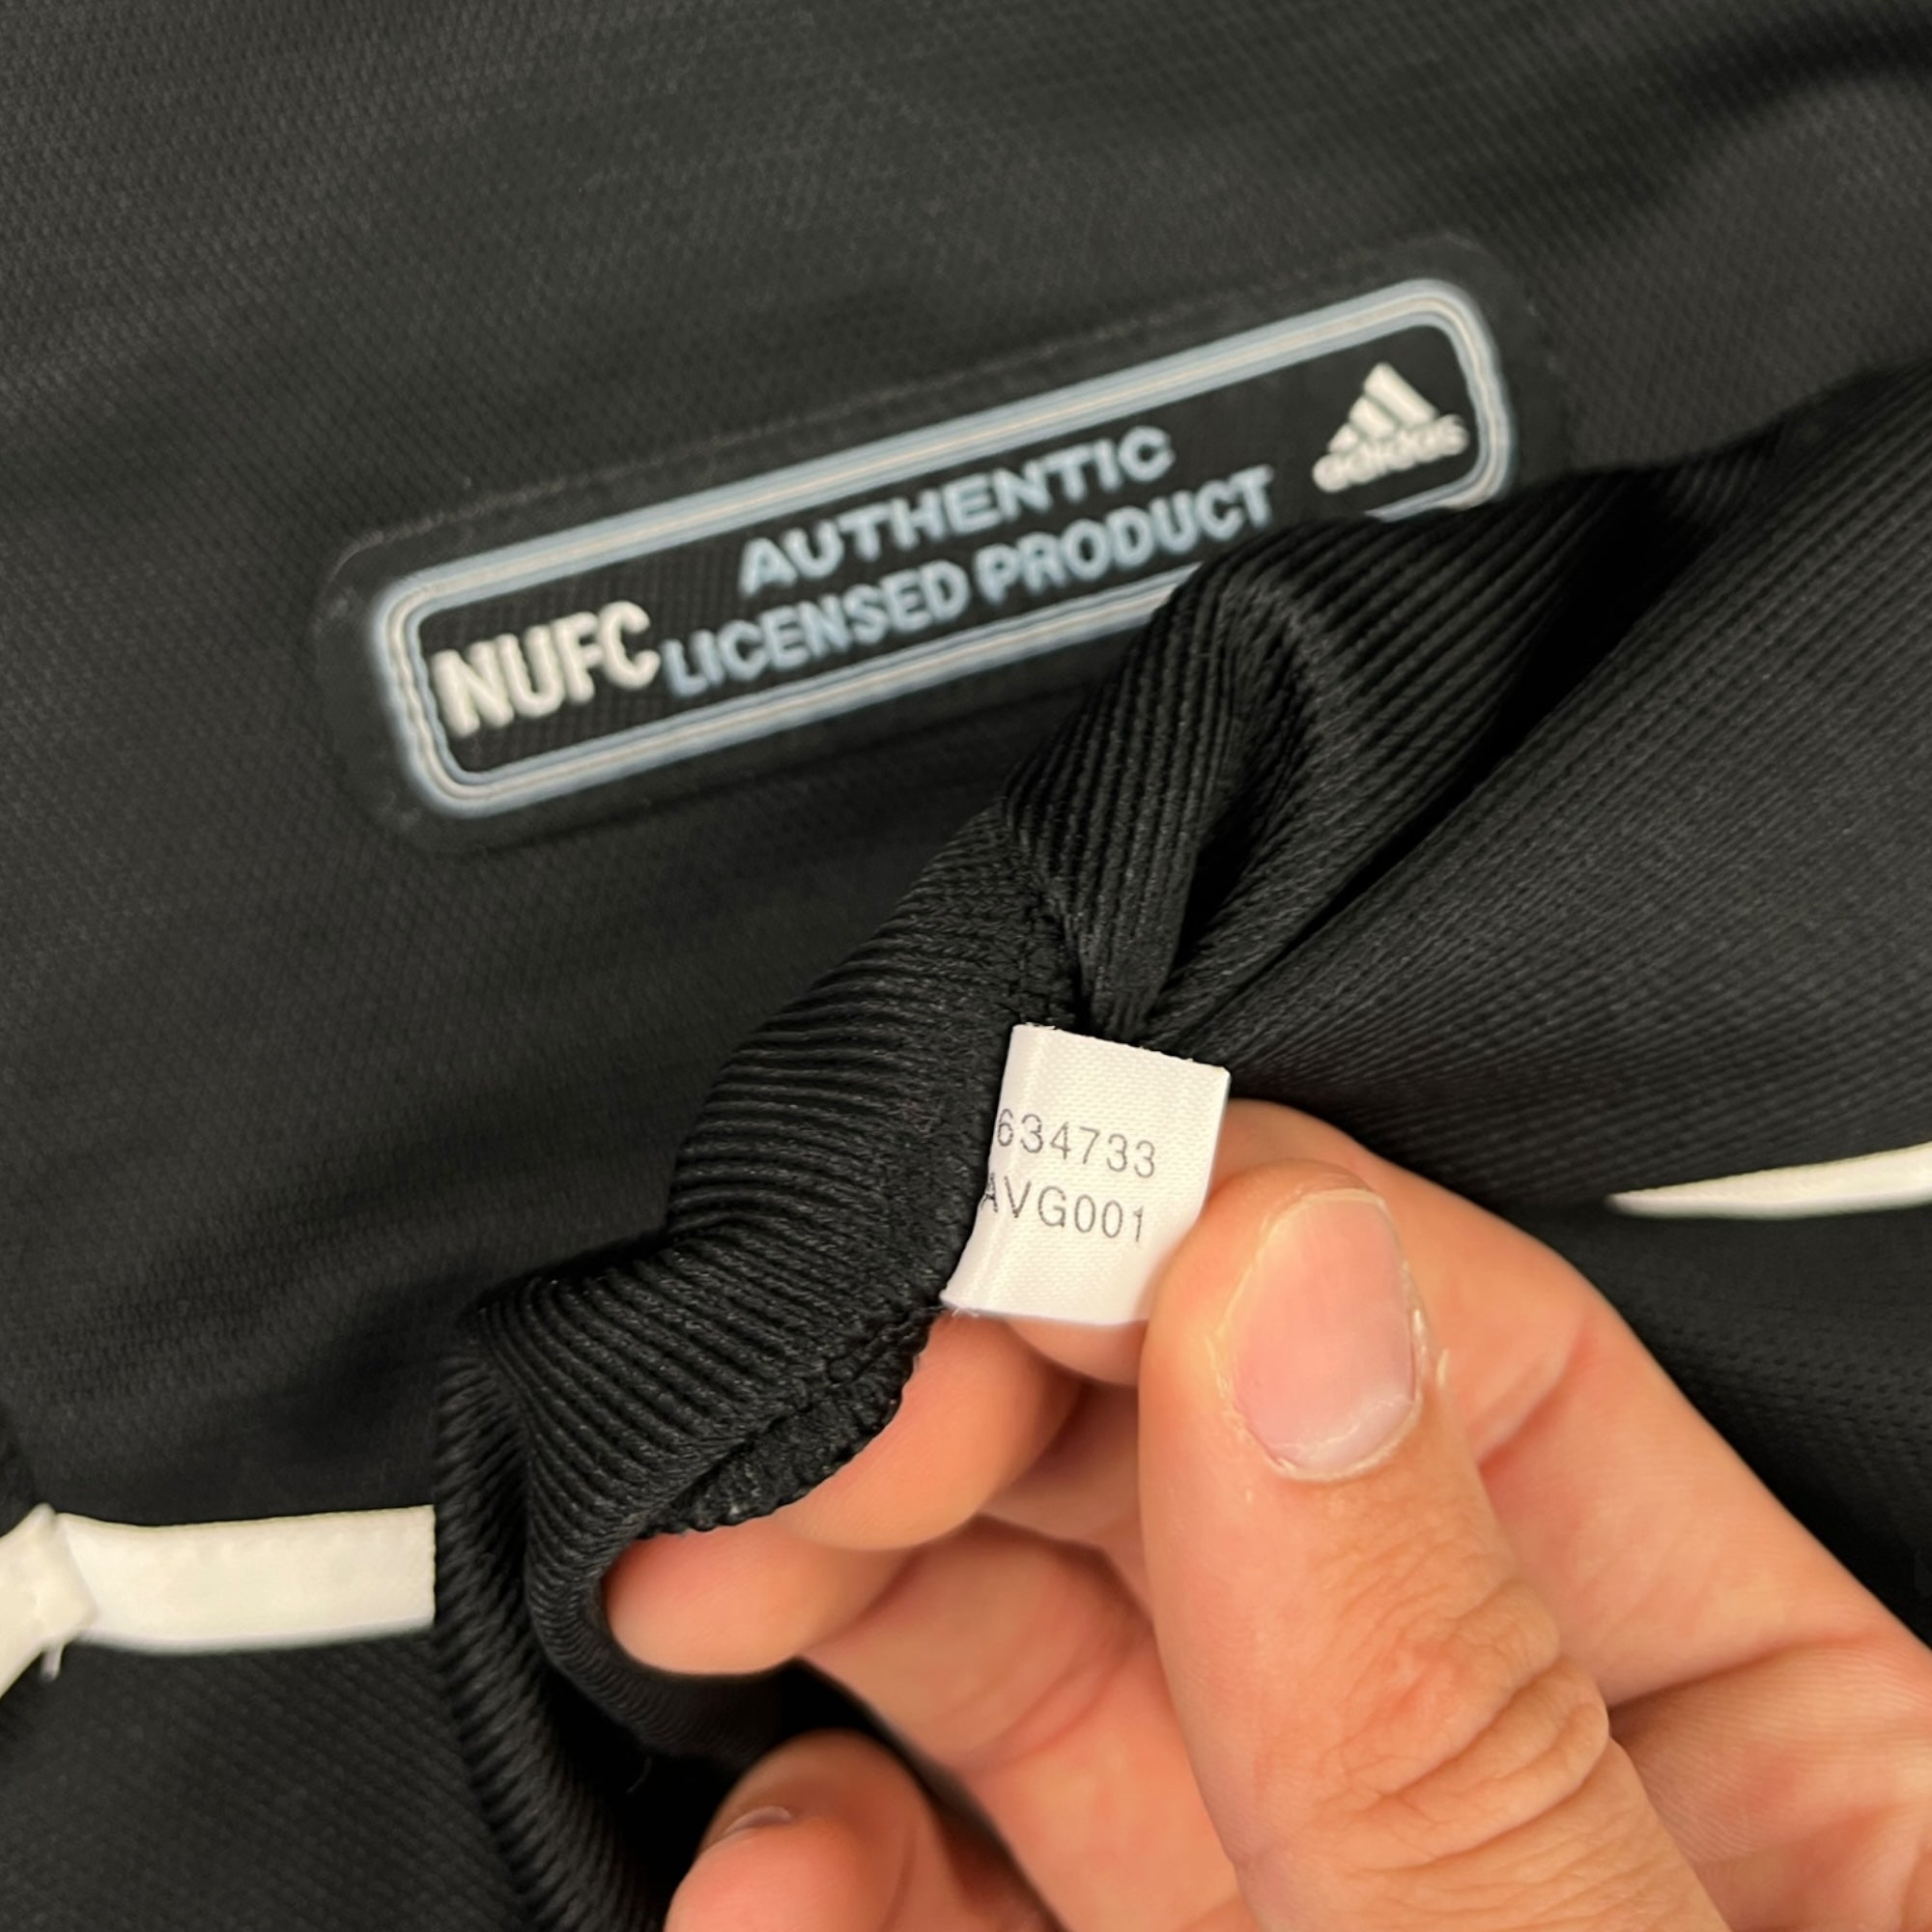 AUTHENTIC
NUFC LICENSED PRODUCT
adidas
634733
AVG001